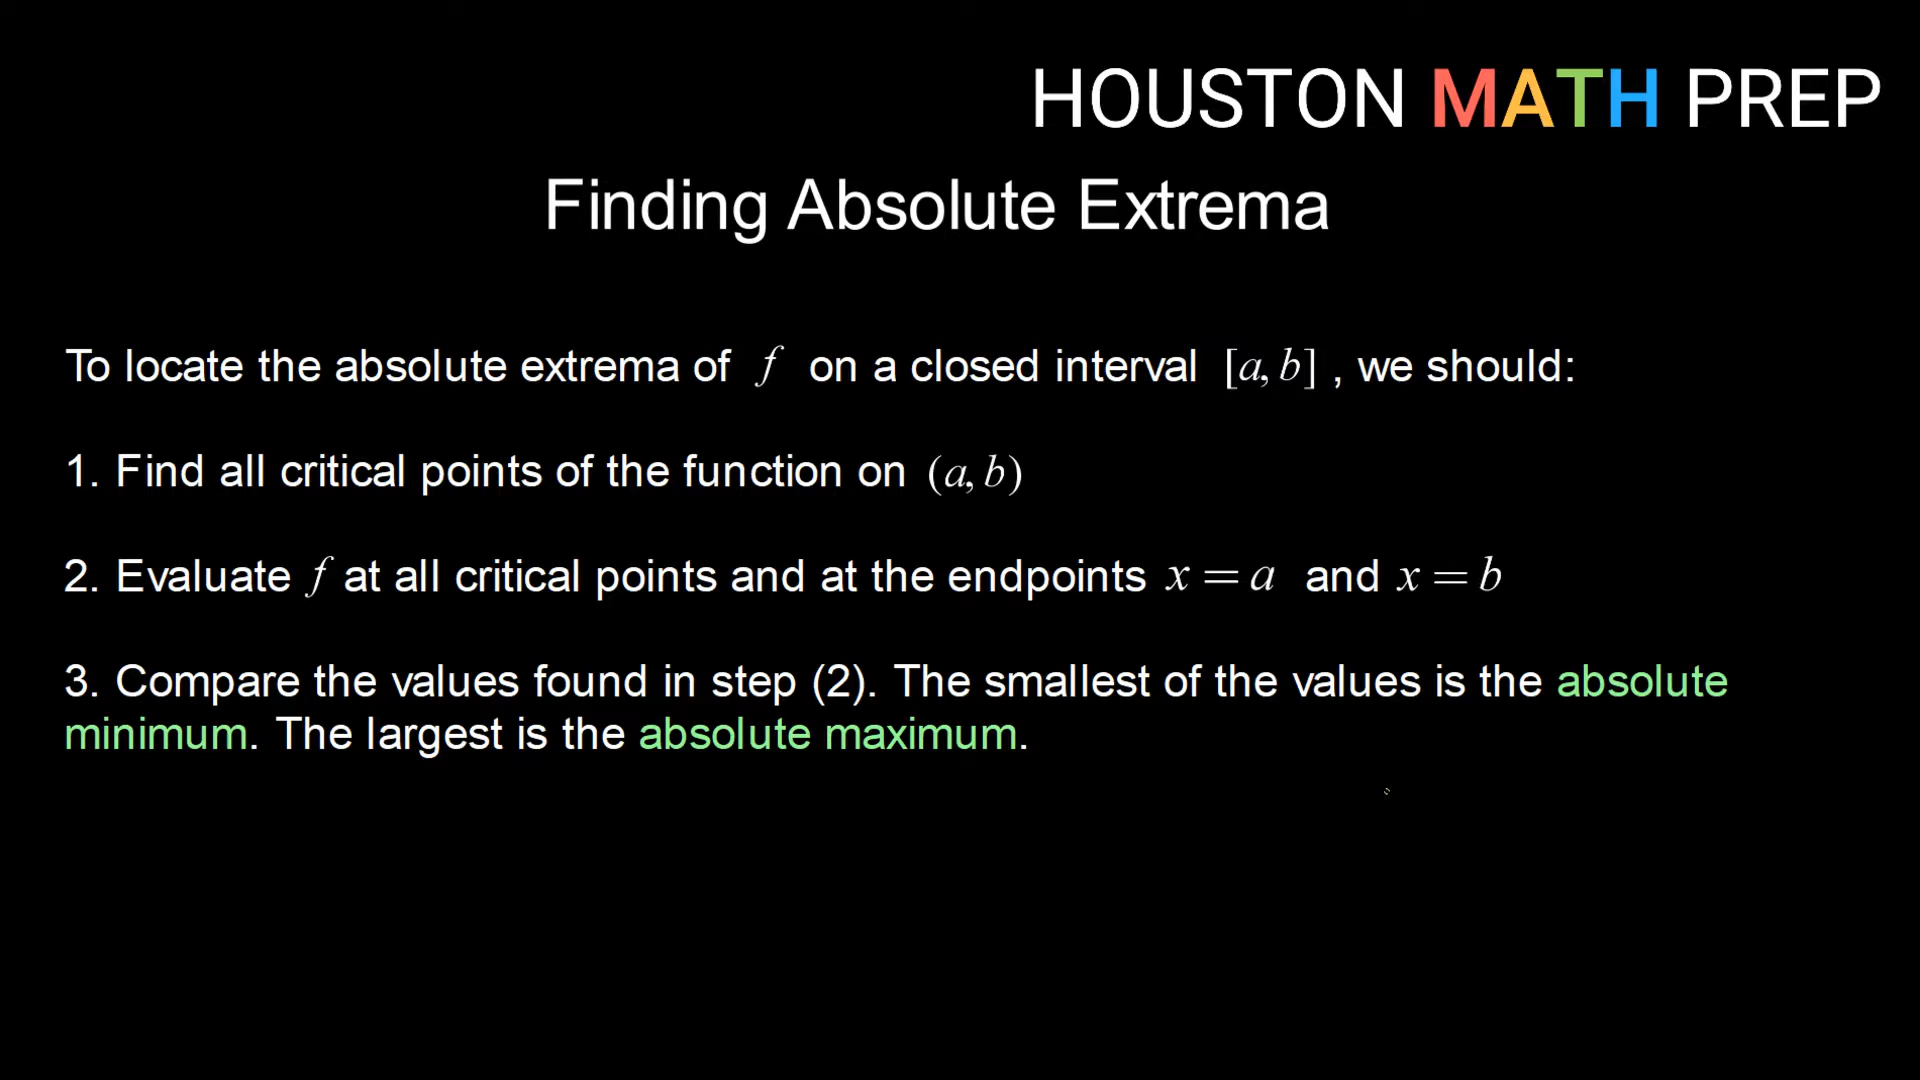 HOUSTON MATH PREP
Finding Absolute Extrema
To locate the absolute extrema of f on a closed interval [a, b] , we should:
1. Find all critical points of the function on (a, b)
2. Evaluate f at all critical points and at the endpoints x = a and x = b
3. Compare the values found in step (2). The smallest of the values is the absolute
minimum. The largest is the absolute maximum.